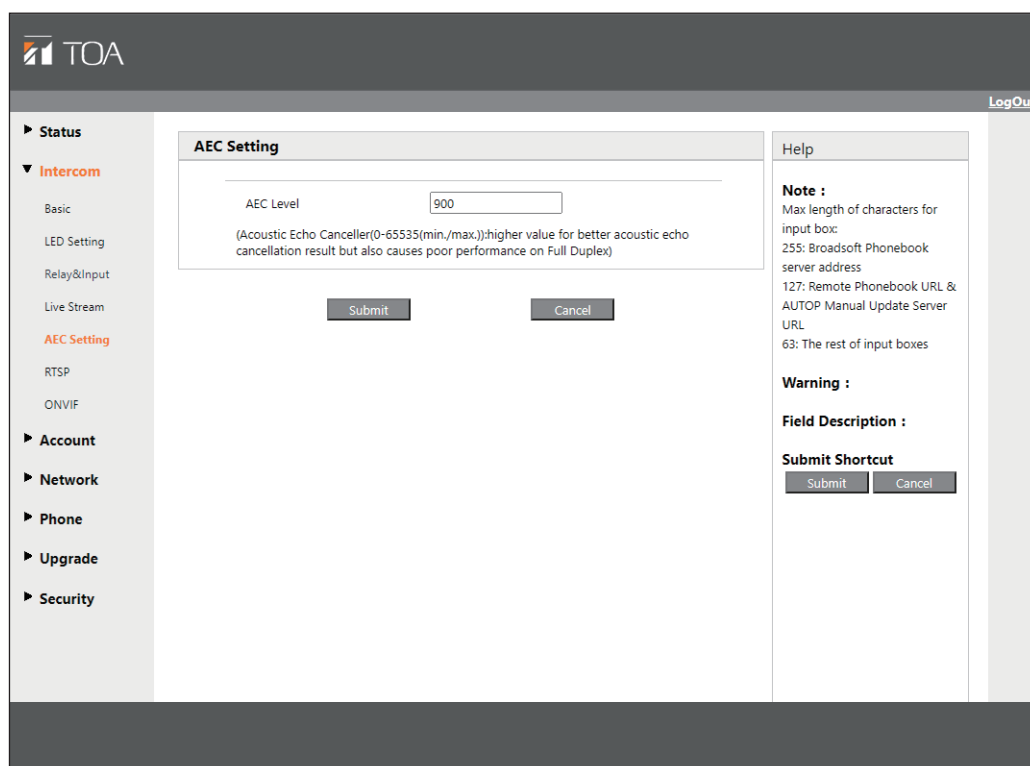 TOA
LogOu
Status
Intercom
Basic
LED Setting
Relay&Input
Live Stream
AEC Setting
RTSP
ONVIF
Account
Network
Phone
Upgrade
Security
AEC Setting
AEC Level
900
(Acoustic Echo Canceller(0-65535(min./max.)):higher value for better acoustic echo
cancellation result but also causes poor performance on Full Duplex)
Submit
Cancel
Help
Note :
Max length of characters for
input box:
255: Broadsoft Phonebook
server address
127: Remote Phonebook URL &
AUTOP Manual Update Server
URL
63: The rest of input boxes
Warning :
Field Description :
Submit Shortcut
Submit
Cancel